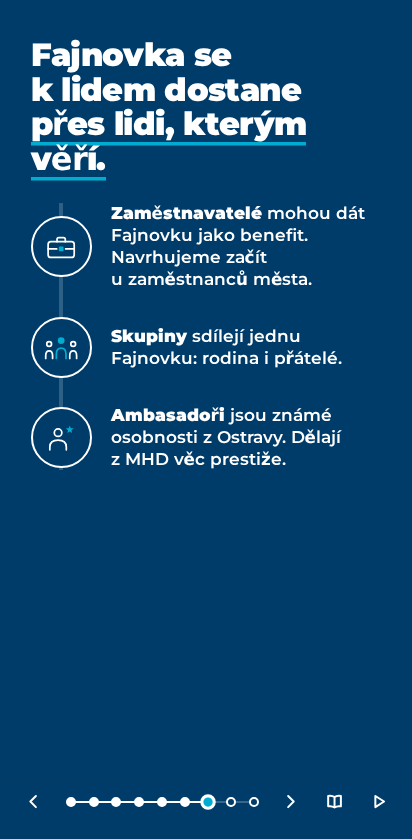 Fajnovka se
k lidem dostane
přes lidi, kterým
věří.
Zaměstnavatelé mohou dát
Fajnovku jako benefit.
Navrhujeme začít
u zaměstnanců města.
Skupiny sdílejí jednu
Fajnovku: rodina i přátelé.
Ambasadoři jsou známé
osobnosti z Ostravy. Dělají
z MHD věc prestiže.